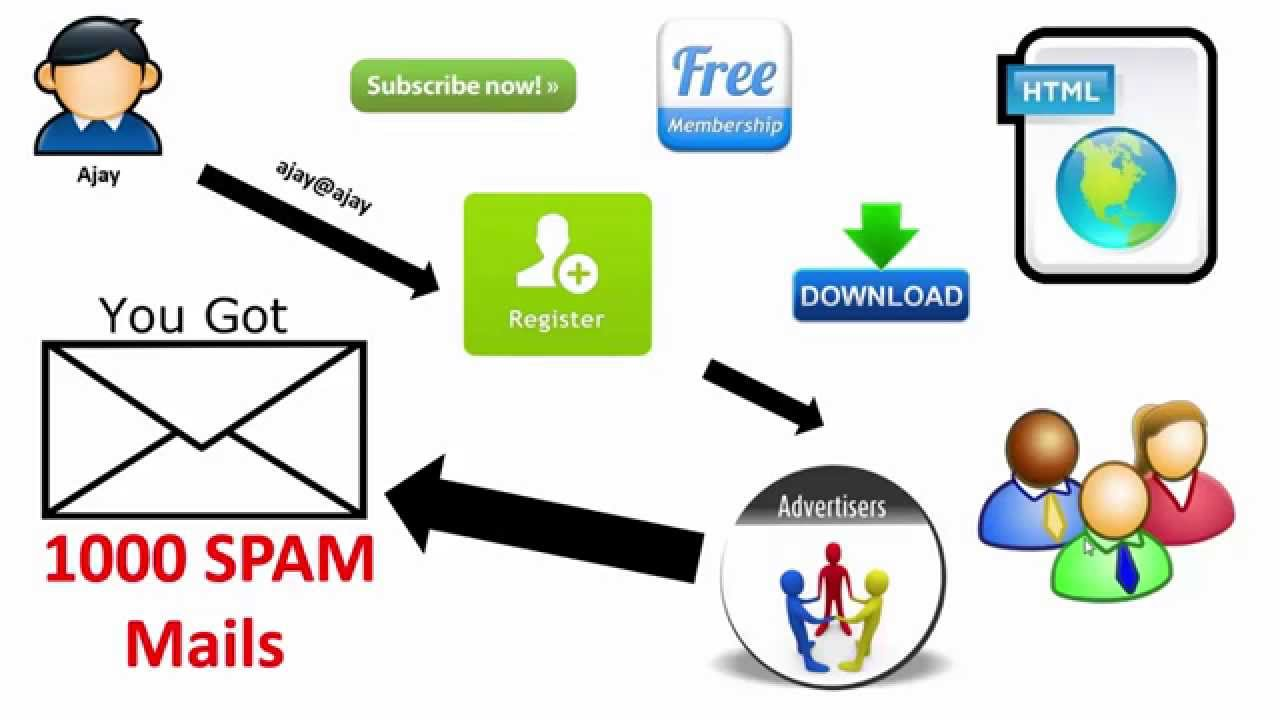 Ajay
Subscribe now! »
Free
Membership
HTML
ajay@ajay
Register
DOWNLOAD
You Got
1000 SPAM
Mails
Advertisers